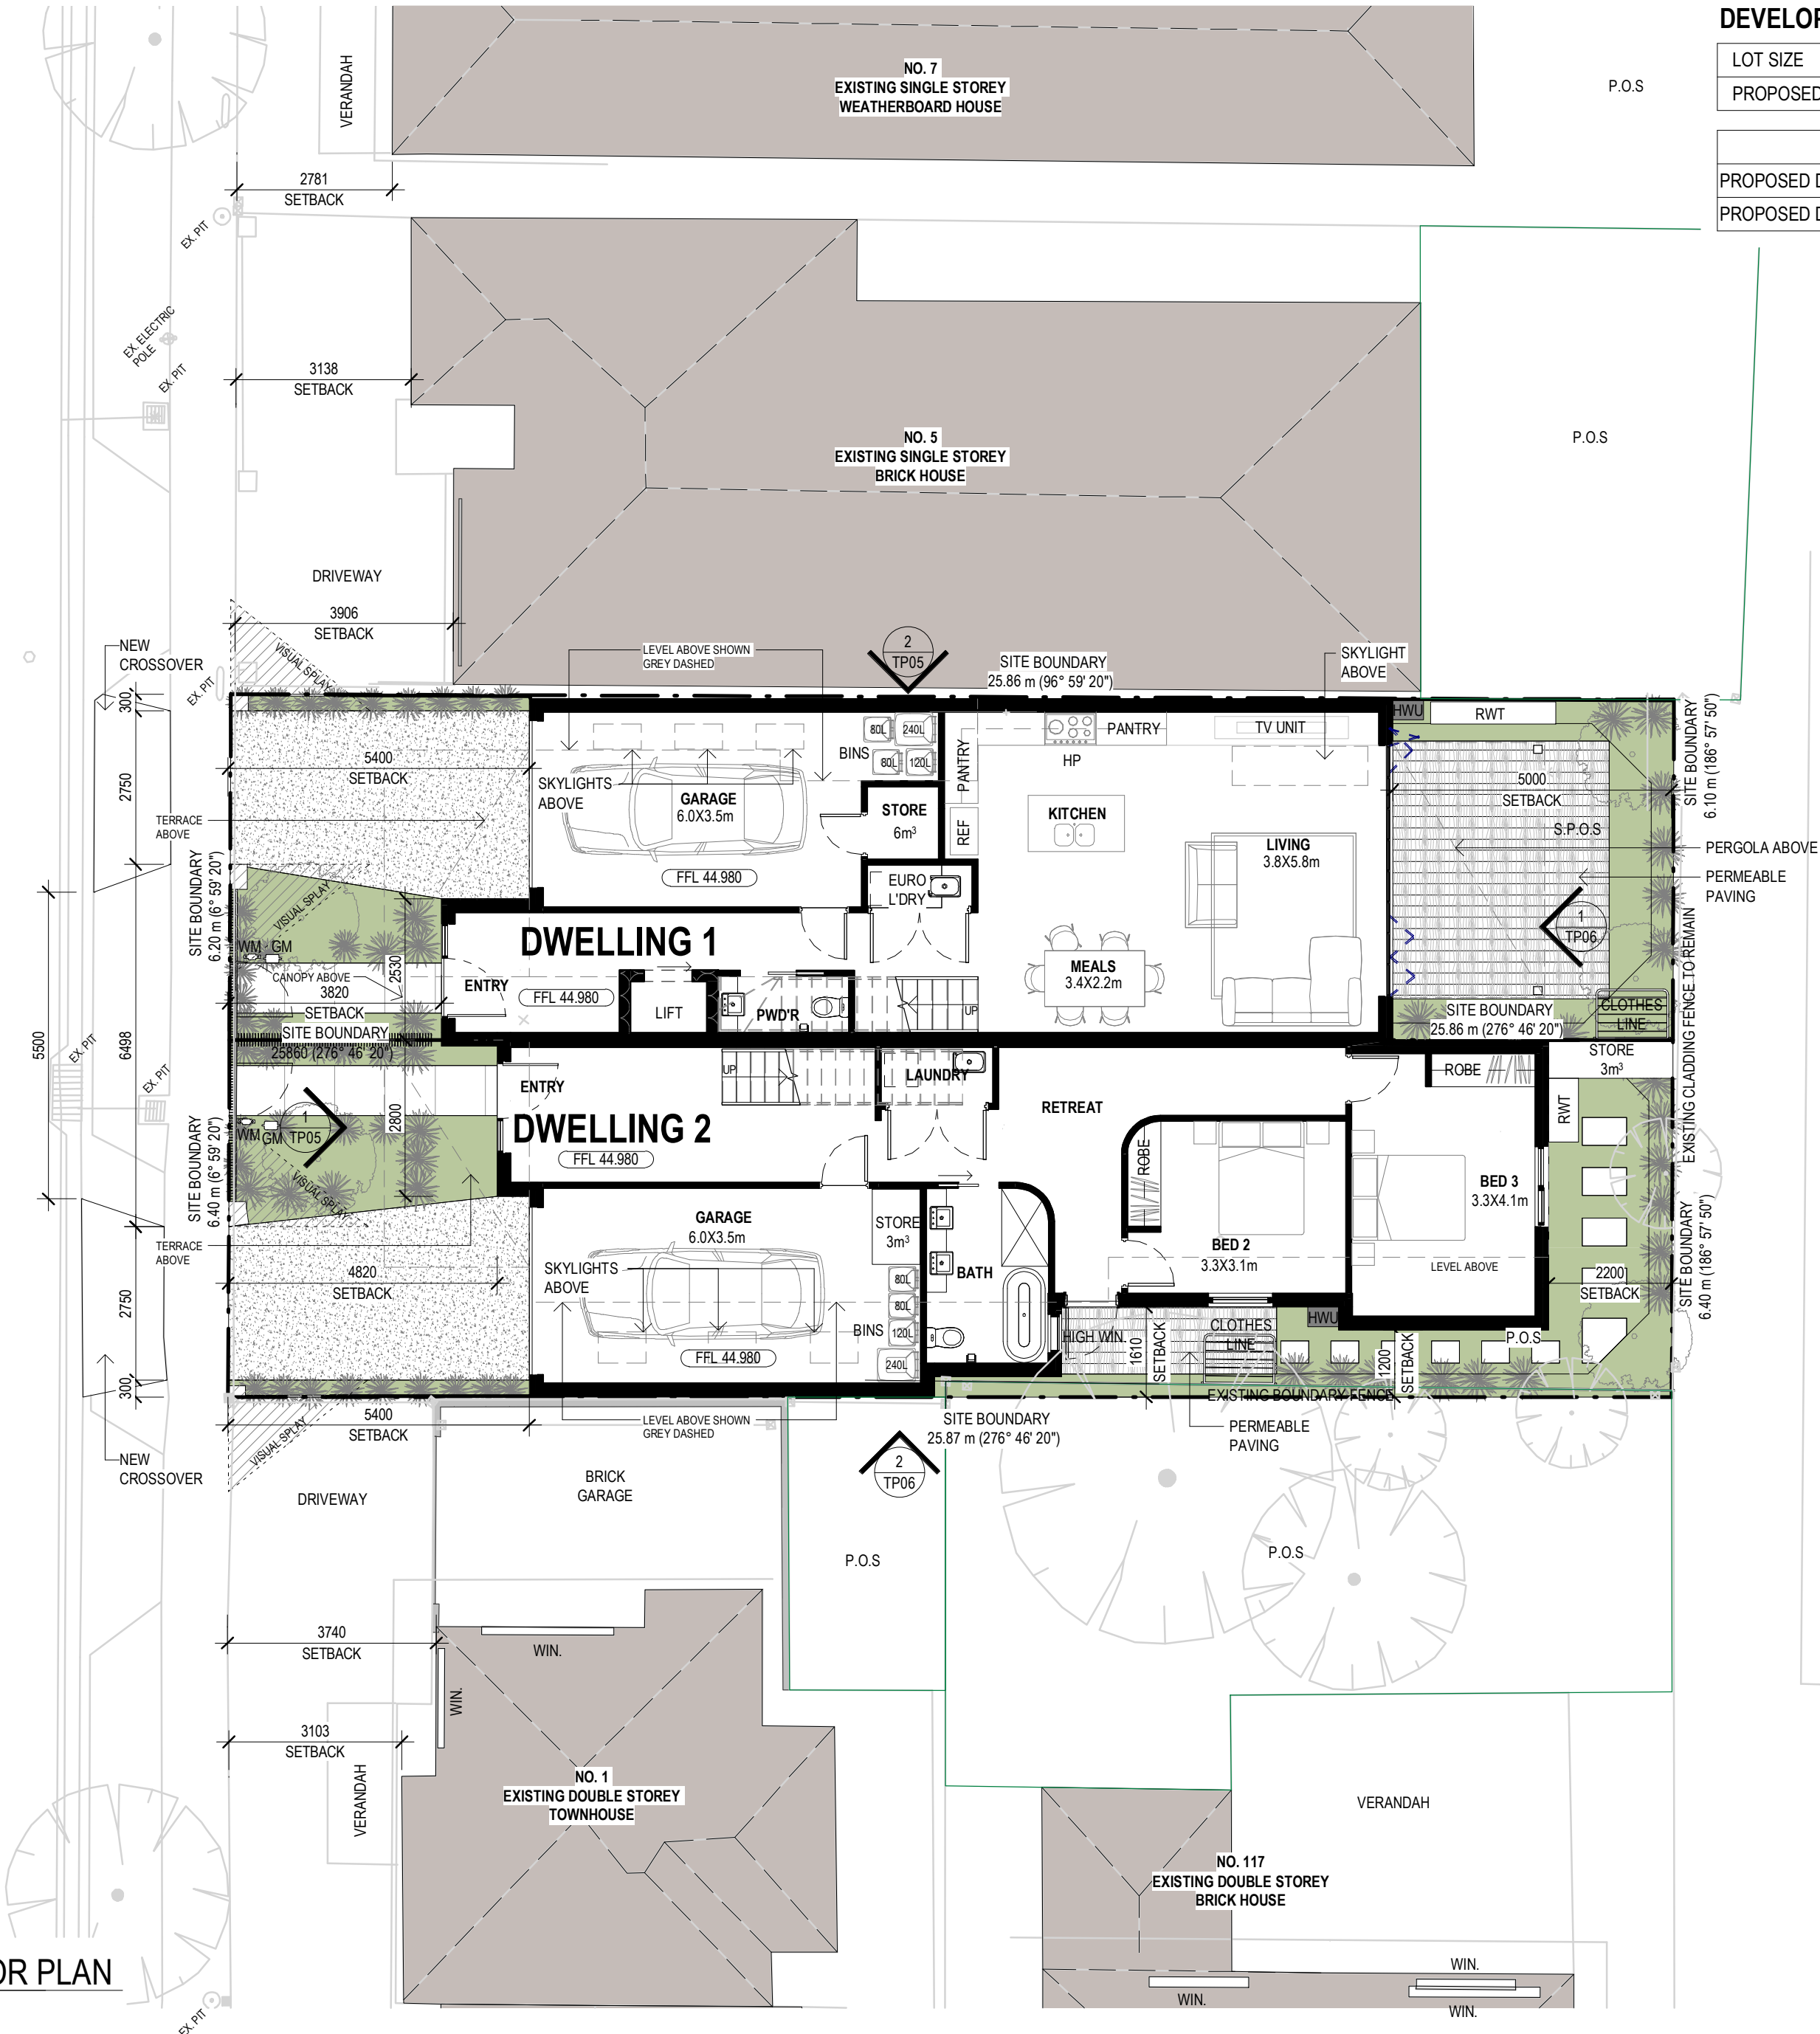 DEVELOP
LOT SIZE
PROPOSED
PROPOSED D
PROPOSED D
VERANDAH
NO. 7
EXISTING SINGLE STOREY
WEATHERBOARD HOUSE
P.O.S
2781
SETBACK
EX. PIT
EX. ELECTRIC
POLE
EX. PIT
3138
SETBACK
NO. 5
EXISTING SINGLE STOREY
BRICK HOUSE
P.O.S
DRIVEWAY
3906
SETBACK
NEW
CROSSOVER
VISUAL SPLAY
EX. PIT
LEVEL ABOVE SHOWN
GREY DASHED
2
TP05
SITE BOUNDARY
25.86 m (96° 59' 20")
SKYLIGHT
ABOVE
300
2750
5400
SETBACK
SKYLIGHTS
ABOVE
GARAGE
6.0X3.5m
BINS
80L
240L
80L
120L
STORE
6m³
PANTRY
PANTRY
HP
REF
KITCHEN
TV UNIT
LIVING
3.8X5.8m
HWU
RWT
5000
SETBACK
S.P.O.S
SITE BOUNDARY
6.10 m (186° 57' 50")
PERGOLA ABOVE
PERMEABLE
PAVING
1
TP06
TERRACE
ABOVE
SITE BOUNDARY
6.20 m (6° 59' 20")
VISUAL SPLAY
FFL 44.980
EURO
L'DRY
WM
GM
CANOPY ABOVE
2530
3820
SETBACK
DWELLING 1
ENTRY
FFL 44.980
LIFT
PWD'R
UP
MEALS
3.4X2.2m
SITE BOUNDARY
25.86 m (276° 46' 20")
CLOTHES
LINE
EXISTING CLADDING FENCE TO REMAIN
SITE BOUNDARY
25860 (276° 46' 20")
5500
6498
EX. PIT
EX. PIT
ENTRY
UP
LAUNDRY
RETREAT
ROBE
STORE
3m³
RWT
DWELLING 2
FFL 44.980
1
TP05
WM
GM
2800
VISUAL SPLAY
SITE BOUNDARY
6.40 m (6° 59' 20")
ROBE
BED 3
3.3X4.1m
BED 2
3.3X3.1m
LEVEL ABOVE
2200
SETBACK
SITE BOUNDARY
6.40 m (186° 57' 50")
TERRACE
ABOVE
4820
SETBACK
GARAGE
6.0X3.5m
SKYLIGHTS
ABOVE
STORE
3m³
BATH
80L
80L
BINS
120L
240L
FFL 44.980
HIGH WIN.
1610
SETBACK
CLOTHES
LINE
HWU
1200
SETBACK
P.O.S
2750
300
EXISTING BOUNDARY FENCE
5400
SETBACK
VISUAL SPLAY
NEW
CROSSOVER
LEVEL ABOVE SHOWN
GREY DASHED
SITE BOUNDARY
25.87 m (276° 46' 20")
2
TP06
PERMEABLE
PAVING
DRIVEWAY
BRICK
GARAGE
P.O.S
P.O.S
3740
SETBACK
WIN.
WIN.
3103
SETBACK
VERANDAH
NO. 1
EXISTING DOUBLE STOREY
TOWNHOUSE
VERANDAH
NO. 117
EXISTING DOUBLE STOREY
BRICK HOUSE
WIN.
WIN.
WIN.
OR PLAN
EX. PIT